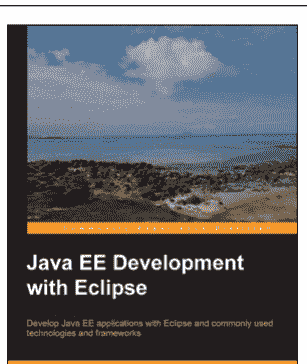 Java EE Development
with Eclipse
Develop Java EE applications with Eclipse and commonly used
technologies and frameworks